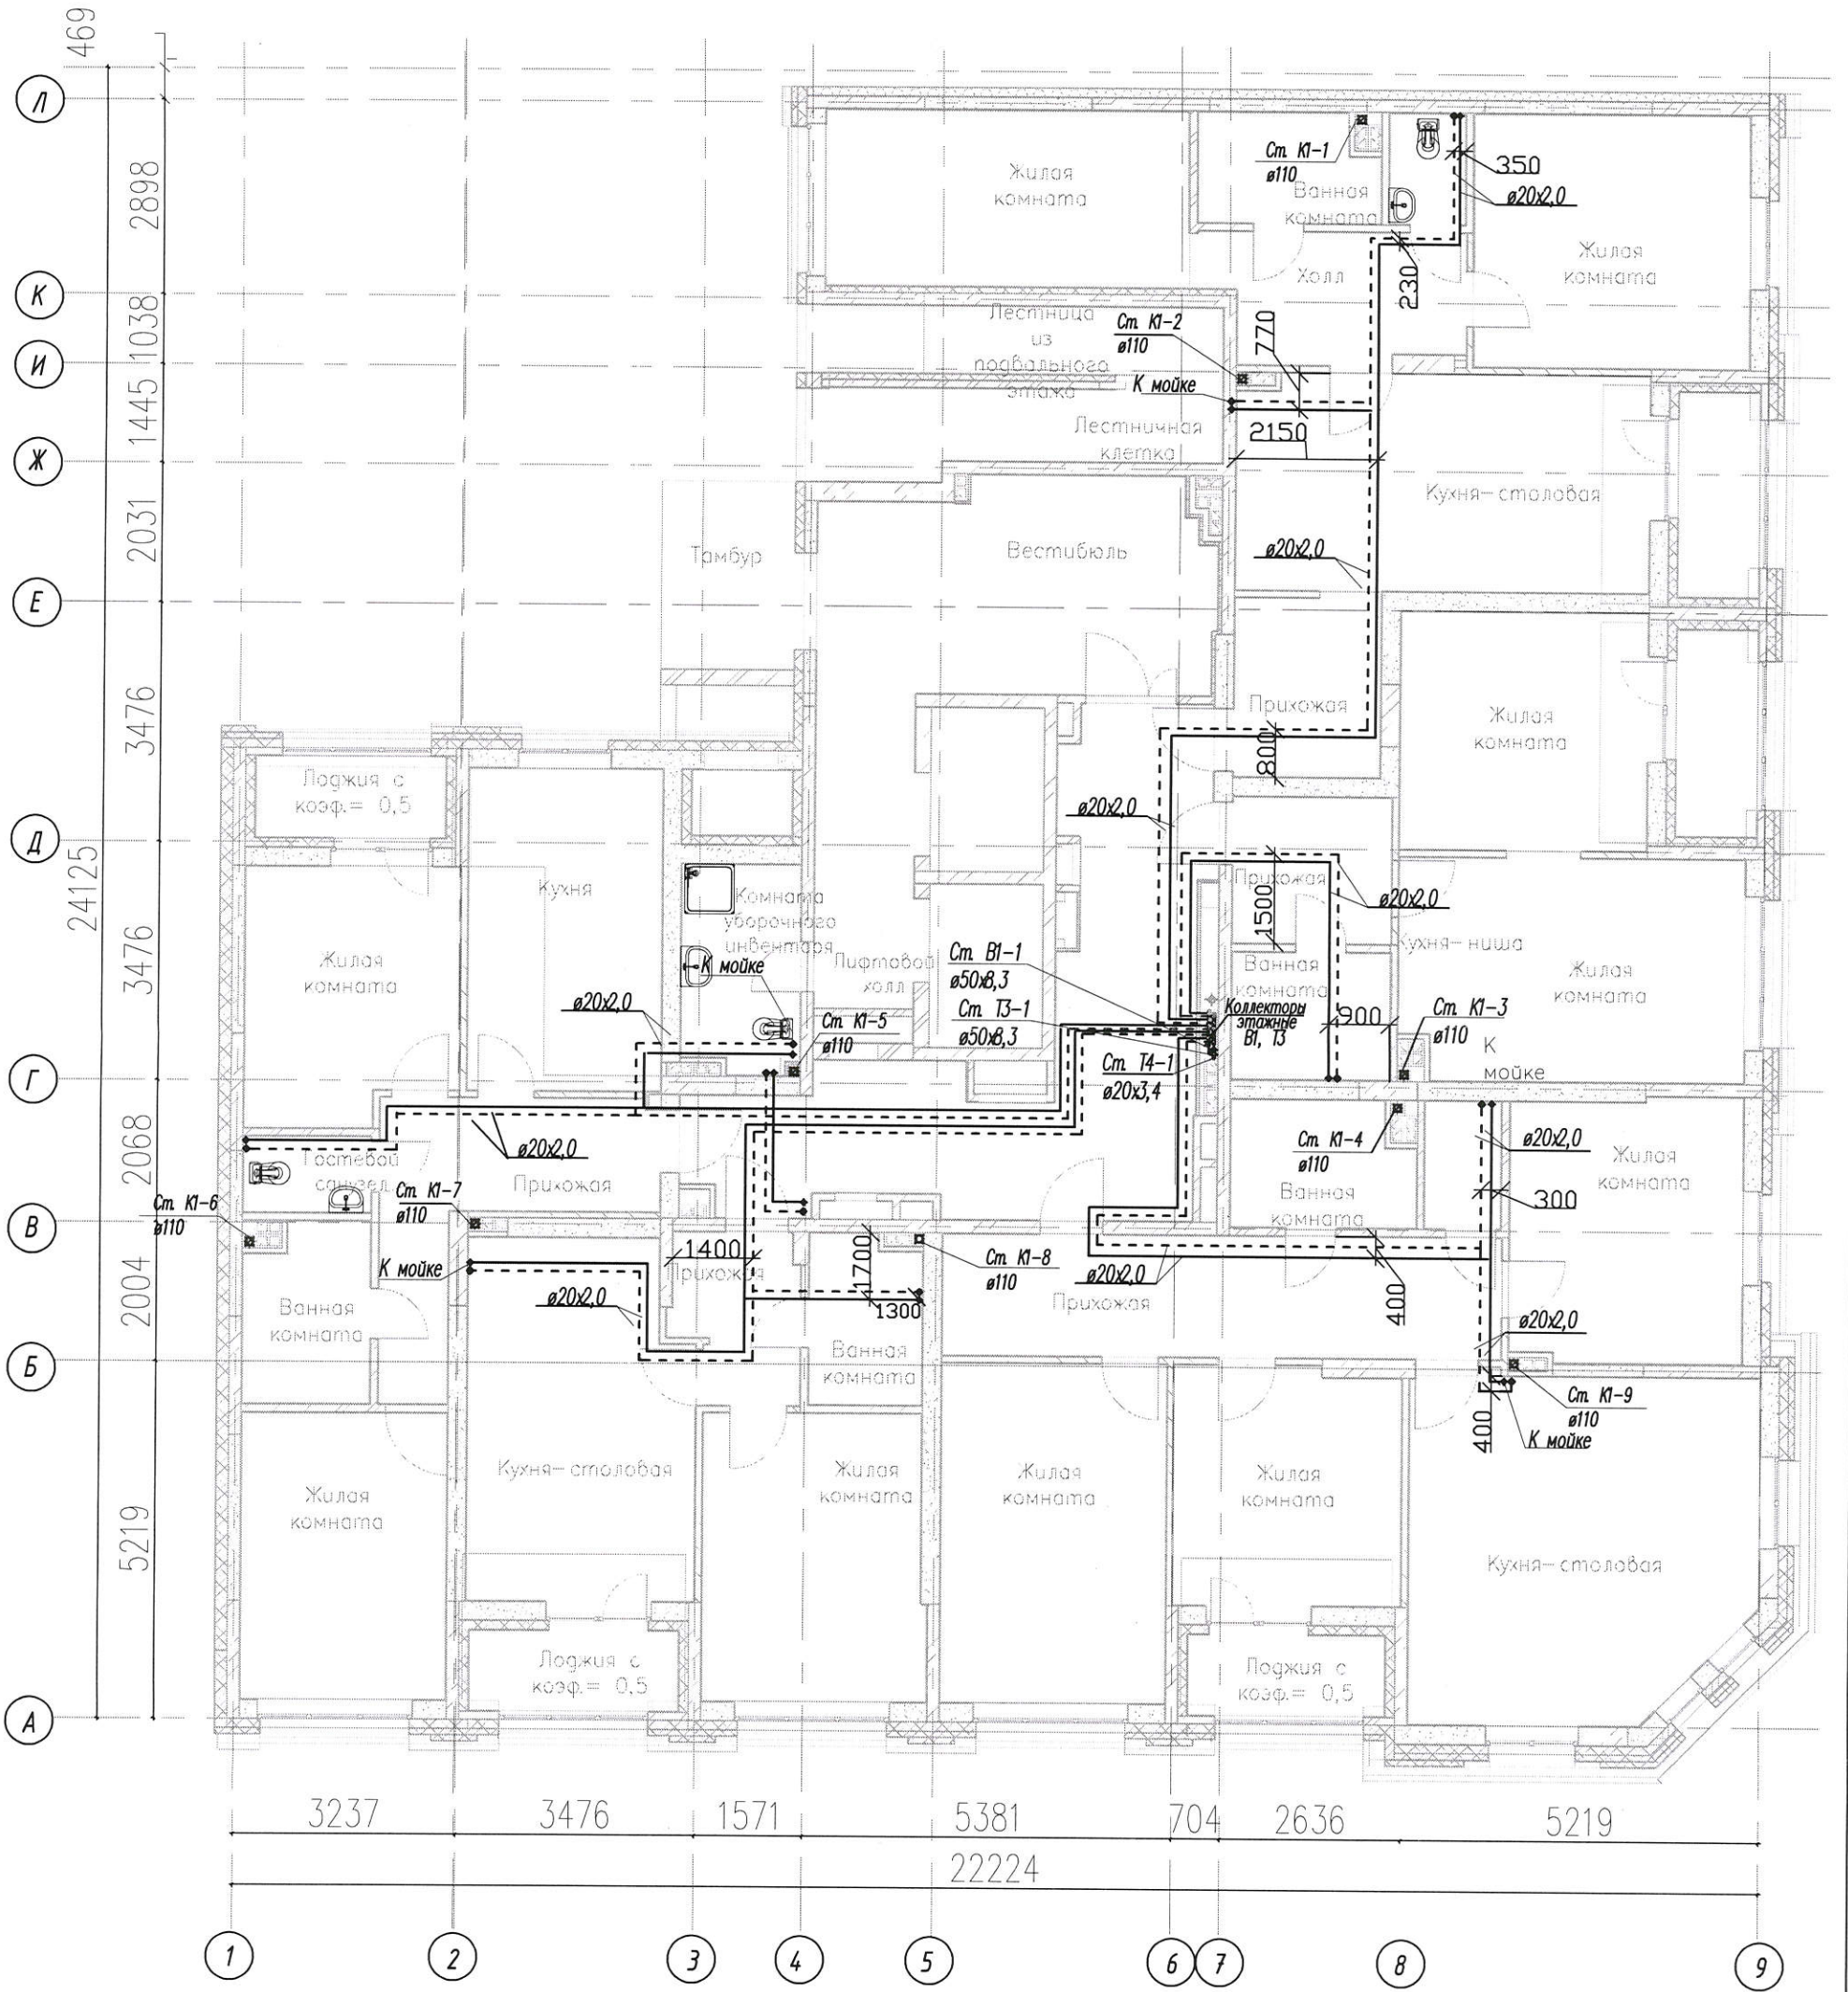 469
Л
2898
К
1038
И
1445
Ж
2031
Е
3476
Д
24125
3476
Г
2068
В
2004
Б
5219
А
Жилая
комната
Ст. К1-1
ø110
Ванная
комната
350
ø20х2,0
Жилая
комната
Холл
230
Лестница
из
подвального
этажа
Ст. К1-2
ø110
770
К мойке
Лестничная
клетка
2150
Кухня-столовая
Тамбур
Вестибюль
ø20х2,0
Прихожая
800
Жилая
комната
Лоджия с
коэф.= 0,5
ø20х2,0
Кухня
Комната
уборочного
инвентаря
Прихожая
1500
ø20х2,0
Кухня-ниша
Жилая
комната
К мойке
Лифтовой
холл
Ст. В1-1
ø50х8,3
Ванная
комната
Жилая
комната
ø20х2,0
Ст. К1-5
ø110
Ст. Т3-1
ø50х8,3
Коллекторы
этажные
В1, Т3
900
Ст. К1-3
ø110
К
мойке
Ст. Т4-1
ø20х3,4
Гостевой
санузел
ø20х2,0
Прихожая
Ст. К1-4
ø110
Ванная
комната
ø20х2,0
Жилая
комната
300
Ст. К1-6
ø110
Ст. К1-7
ø110
К мойке
1400
Прихожая
1700
1300
Ст. К1-8
ø110
ø20х2,0
Прихожая
400
ø20х2,0
Ванная
комната
ø20х2,0
Ванная
комната
Ст. К1-9
ø110
400
К мойке
Жилая
комната
Кухня-столовая
Жилая
комната
Жилая
комната
Жилая
комната
Кухня-столовая
Лоджия с
коэф.= 0,5
Лоджия с
коэф.= 0,5
3237
3476
1571
5381
704
2636
5219
22224
1
2
3
4
5
6
7
8
9